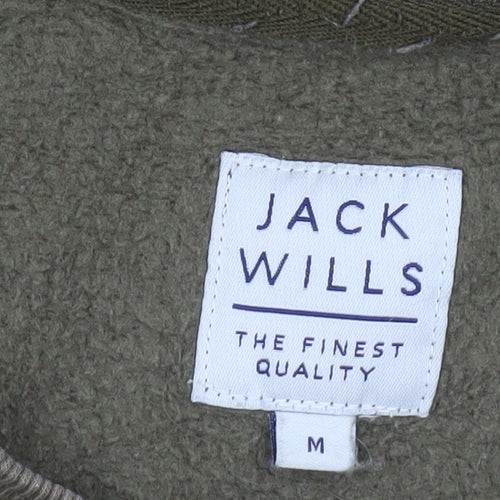 JACK
WILLS
THE FINEST
QUALITY
M